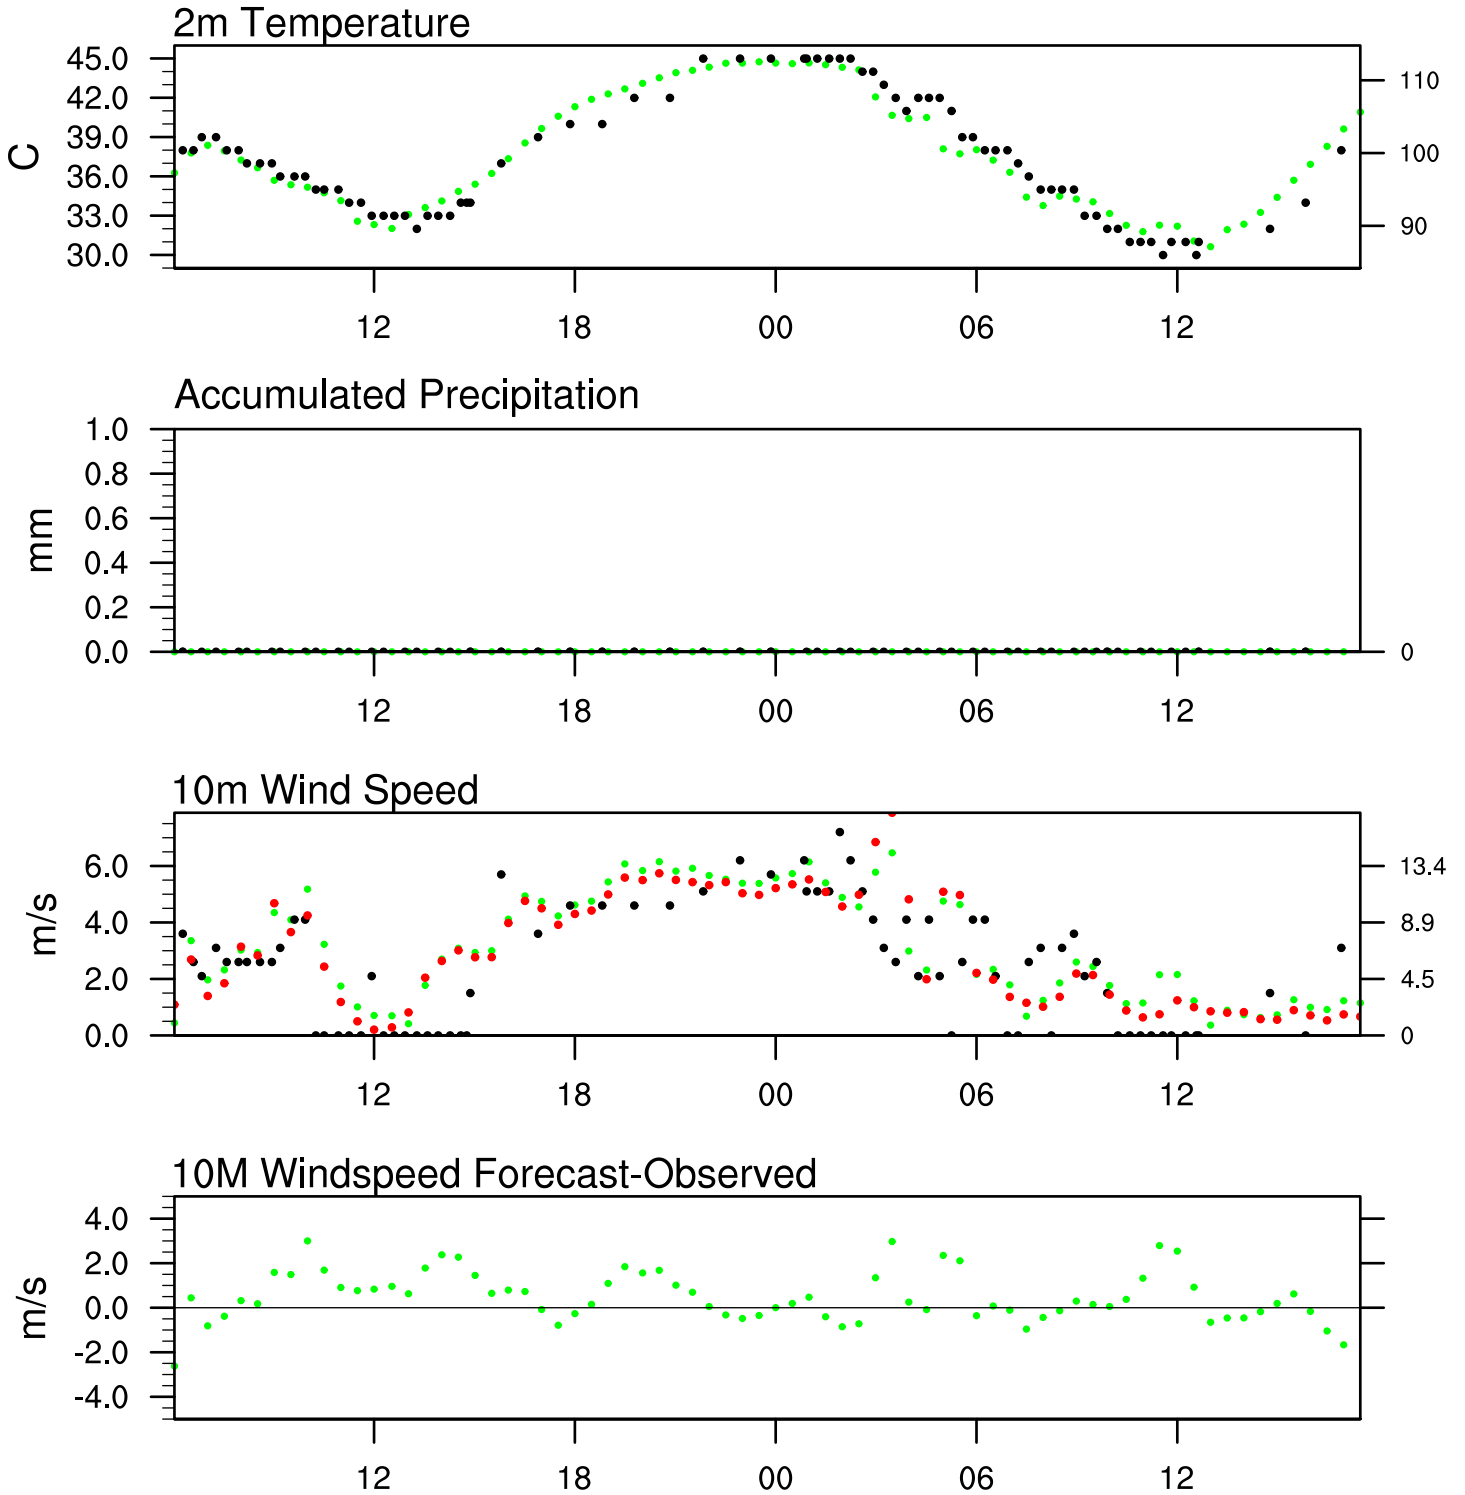 2m Temperature
45.0
42.0
39.0
36.0
33.0
30.0
C
110
100
90
12 18 00 06 12
Accumulated Precipitation
1.0
0.8
0.6
0.4
0.2
0.0
mm
0
12 18 00 06 12
10m Wind Speed
6.0
4.0
2.0
0.0
m/s
13.4
8.9
4.5
0
12 18 00 06 12
10M Windspeed Forecast-Observed
4.0
2.0
0.0
-2.0
-4.0
m/s
12 18 00 06 12